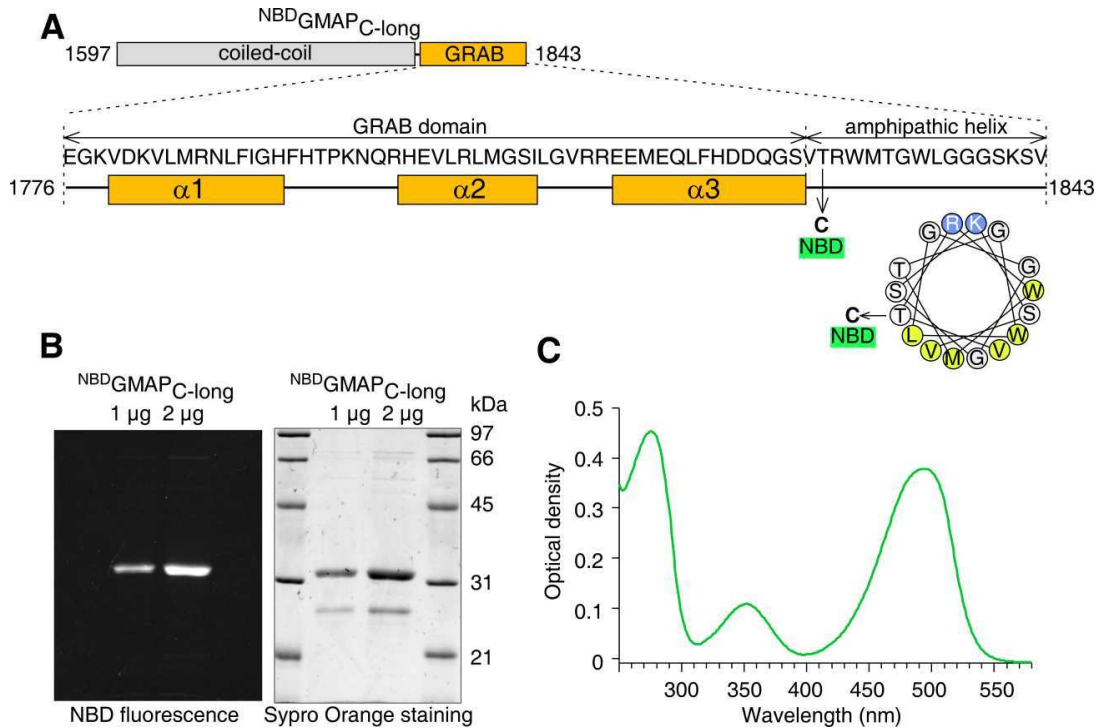 A
NBDGMAPC-long
1597 coiled-coil GRAB 1843
GRAB domain amphipathic helix
EGKVDKVLMRNLFIGHFHTPKNQRHEVLRLMGSILGVRREEMEQLFHDDQGSVTRWMTGWLGGGSKSV
1776 α1 α2 α3 1843
C
NBD
G R K G
T G
S W
C T S
NBD
L W
V M G V
B
NBDGMAPC-long NBDGMAPC-long
1 µg 2 µg 1 µg 2 µg kDa
97
66
45
31
21
NBD fluorescence Sypro Orange staining
C
Optical density
0.5
0.4
0.3
0.2
0.1
0
300 350 400 450 500 550
Wavelength (nm)